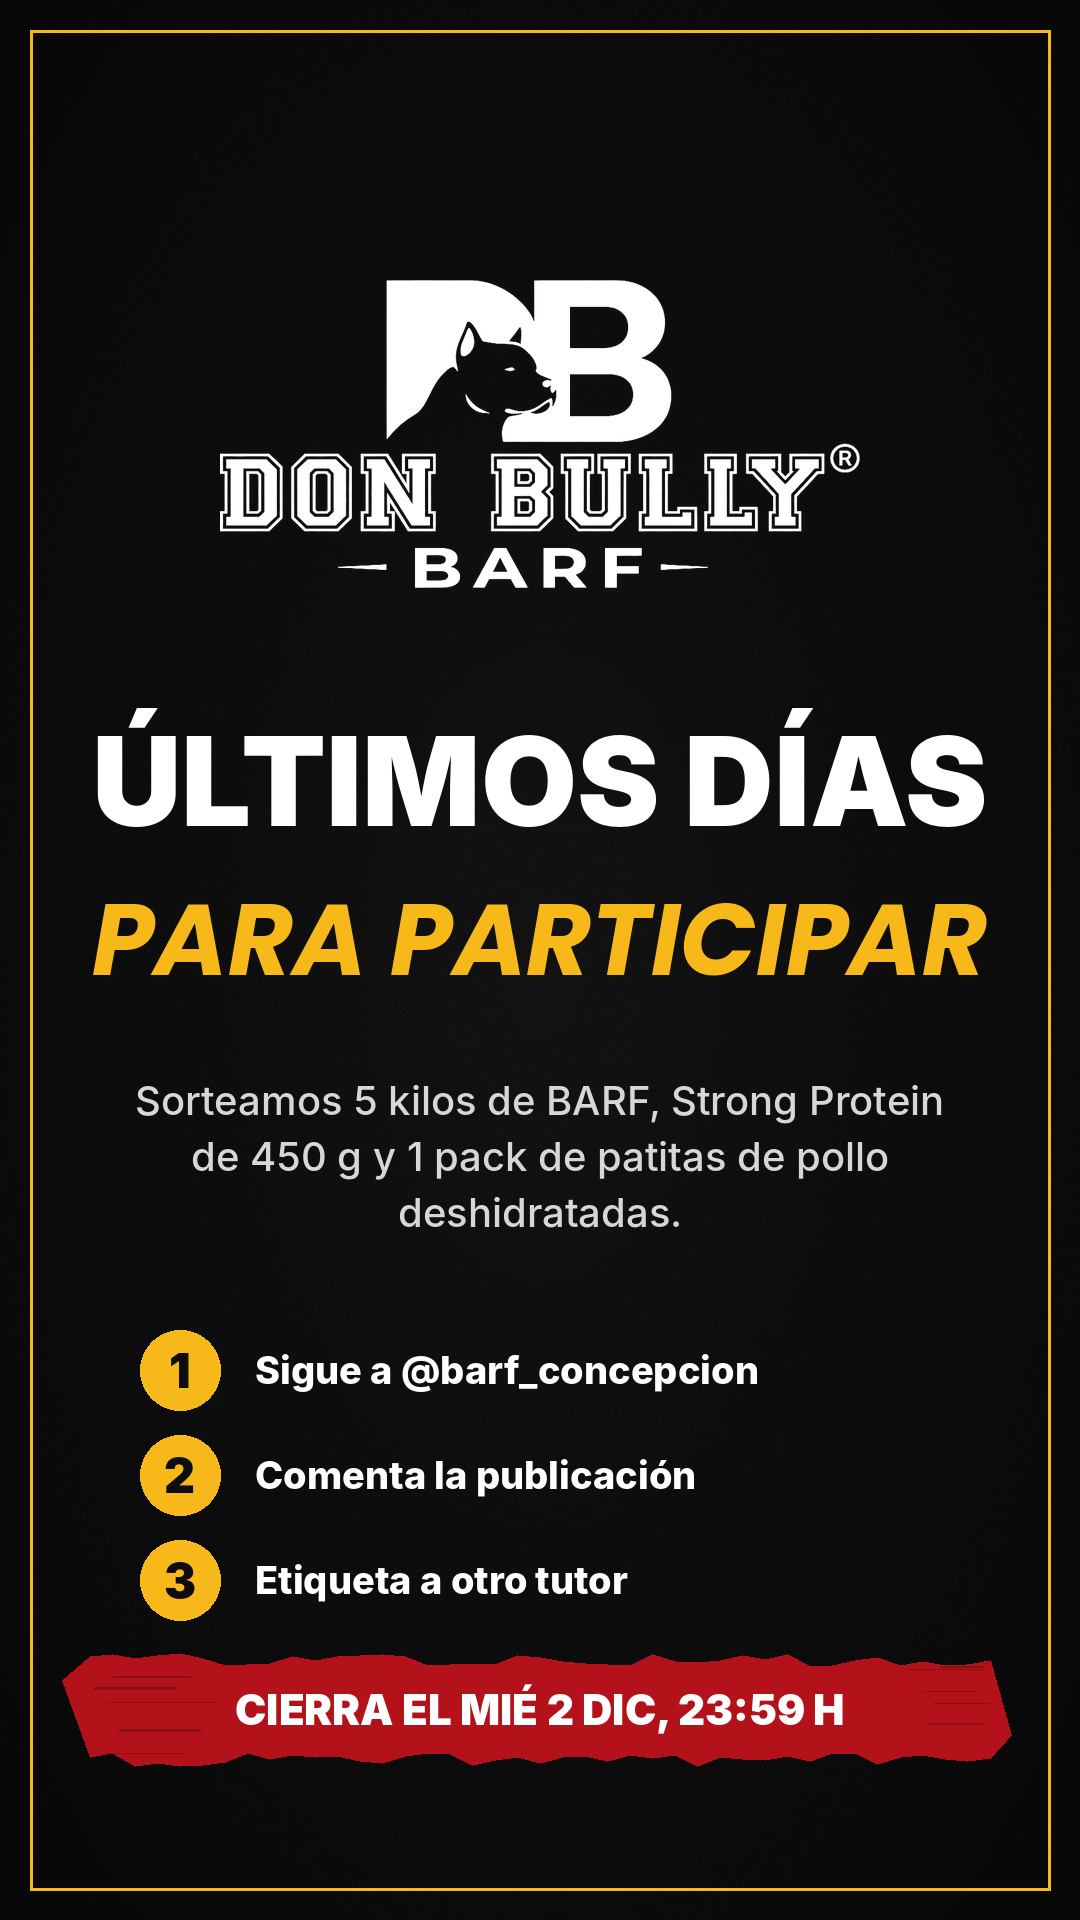 DB
DON BULLY®
BARF
ÚLTIMOS DÍAS
PARA PARTICIPAR
Sorteamos 5 kilos de BARF, Strong Protein
de 450 g y 1 pack de patitas de pollo
deshidratadas.
1 Sigue a @barf_concepcion
2 Comenta la publicación
3 Etiqueta a otro tutor
CIERRA EL MIÉ 2 DIC, 23:59 H